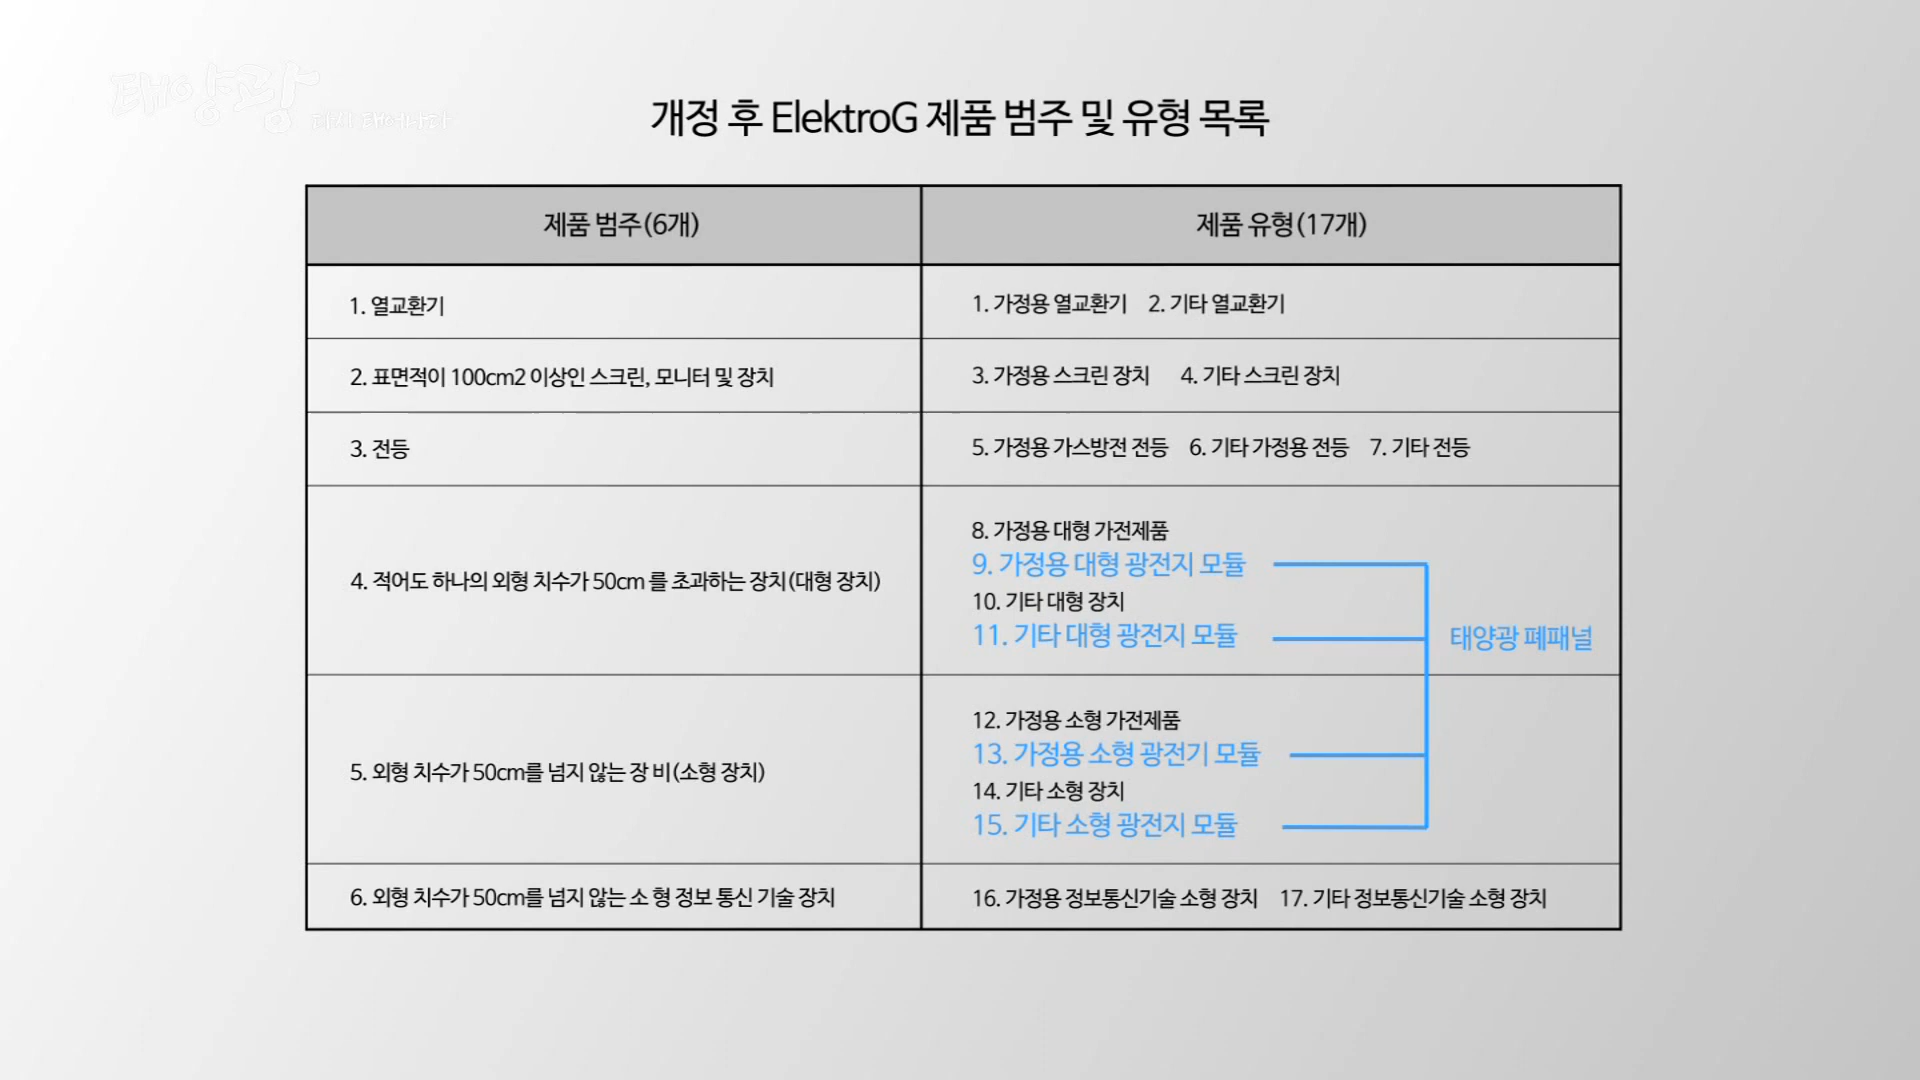 태양광 다시 태어나다
개정 후 ElektroG 제품 범주 및 유형 목록
제품 범주(6개)
제품 유형(17개)
1. 열교환기
1. 가정용 열교환기 2. 기타 열교환기
2. 표면적이 100cm2 이상인 스크린, 모니터 및 장치
3. 가정용 스크린 장치 4. 기타 스크린 장치
3. 전등
5. 가정용 가스방전 전등 6. 기타 가정용 전등 7. 기타 전등
4. 적어도 하나의 외형 치수가 50cm 를 초과하는 장치(대형 장치)
8. 가정용 대형 가전제품
9. 가정용 대형 광전지 모듈
10. 기타 대형 장치
11. 기타 대형 광전지 모듈
태양광 폐패널
5. 외형 치수가 50cm를 넘지 않는 장 비(소형 장치)
12. 가정용 소형 가전제품
13. 가정용 소형 광전기 모듈
14. 기타 소형 장치
15. 기타 소형 광전지 모듈
6. 외형 치수가 50cm를 넘지 않는 소 형 정보 통신 기술 장치
16. 가정용 정보통신기술 소형 장치 17. 기타 정보통신기술 소형 장치